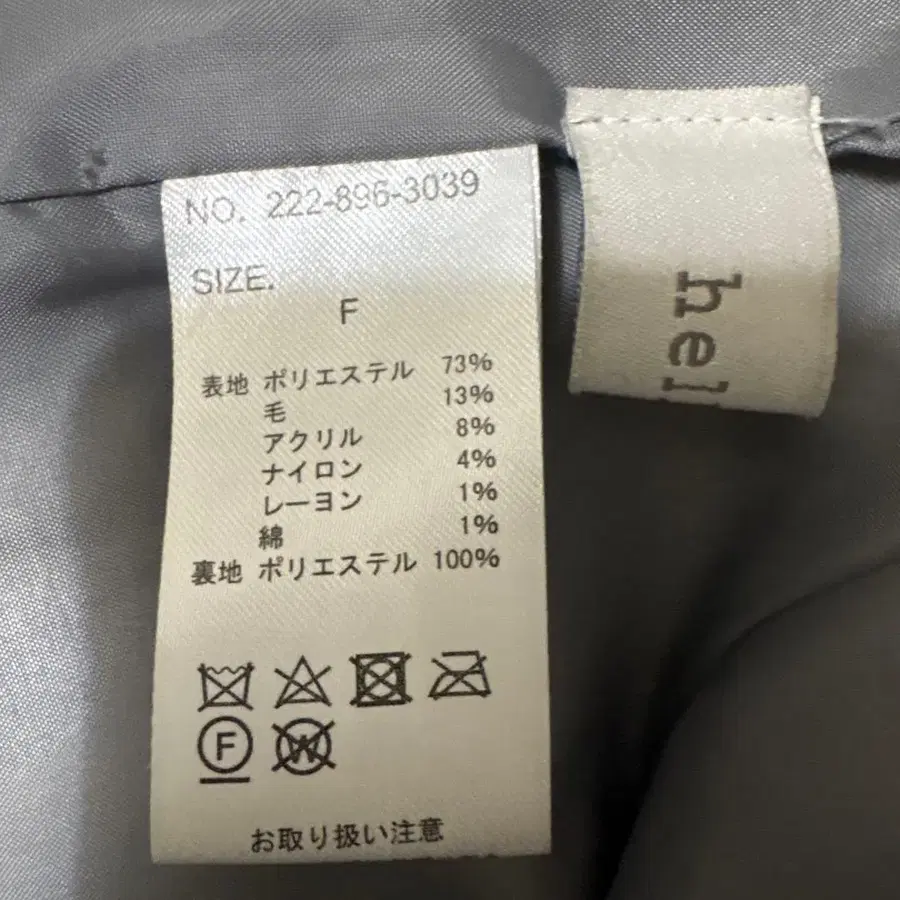 NO. 222-896-3039
SIZE.
F
表地 ポリエステル 73%
毛 13%
アクリル 8%
ナイロン 4%
レーヨン 1%
綿 1%
裏地 ポリエステル 100%
F
W
お取り扱い注意